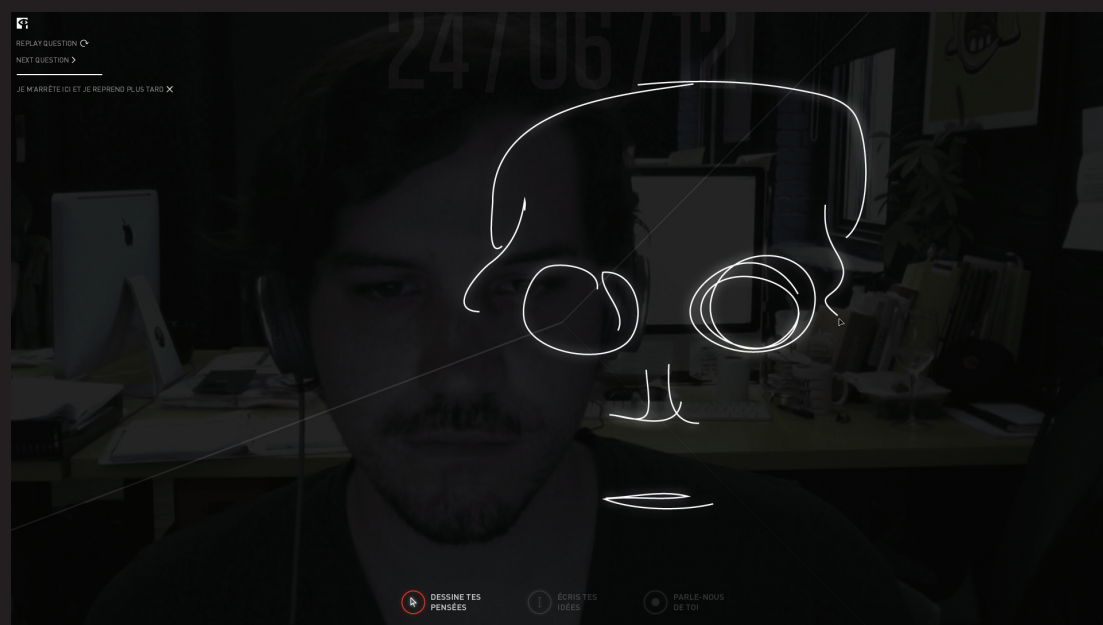 24/06/12
REPLAY QUESTION
NEXT QUESTION
JE M'ARRÊTE ICI ET JE REPREND PLUS TARD
DESSINE TES
PENSÉES
ÉCRIS TES
IDÉES
PARLE-NOUS
DE TOI